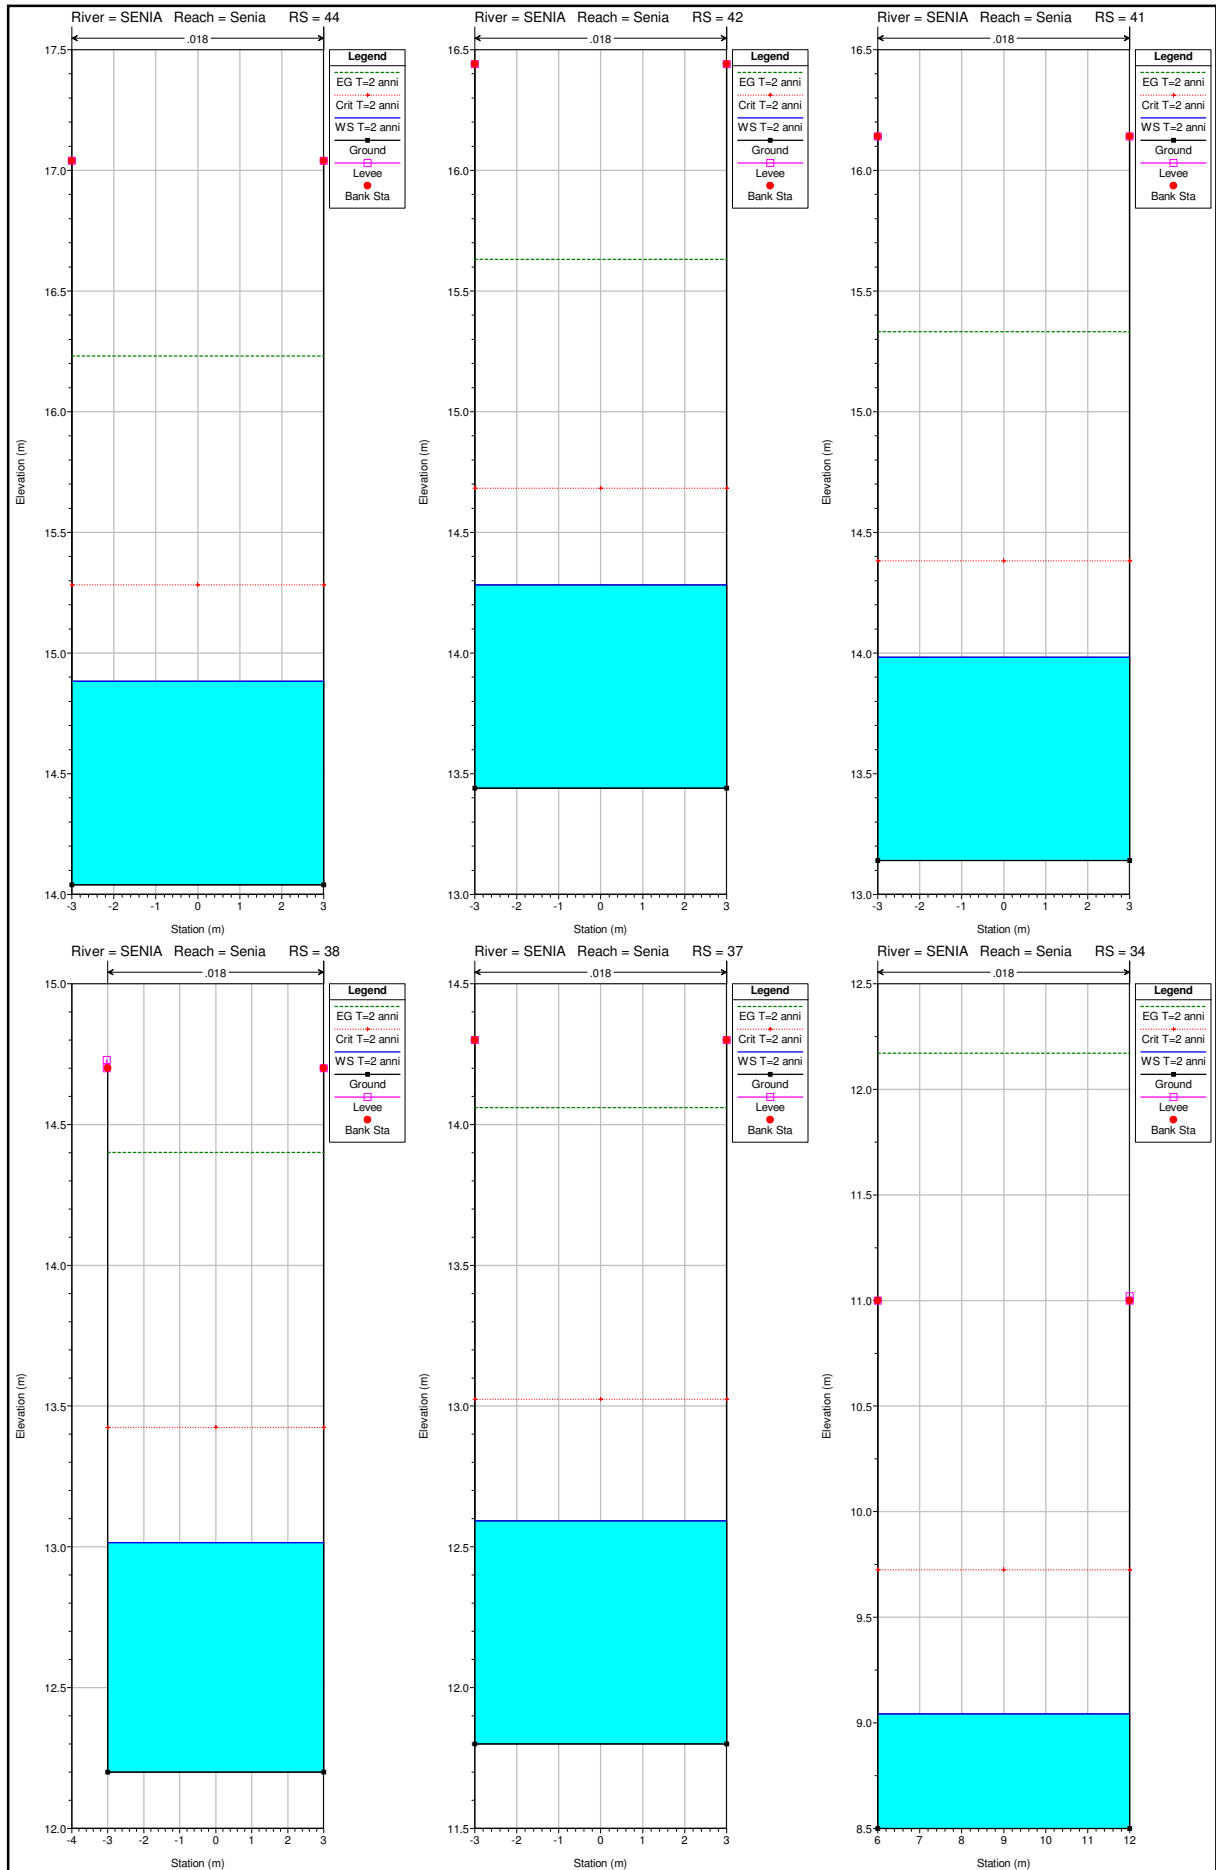 River = SENIA Reach = Senia RS = 44
.018
Legend
EG T=2 anni
Crit T=2 anni
WS T=2 anni
Ground
Levee
Bank Sta
17.5
17.0
16.5
16.0
15.5
15.0
14.5
14.0
Elevation (m)
-3 -2 -1 0 1 2 3
Station (m)
River = SENIA Reach = Senia RS = 42
.018
Legend
EG T=2 anni
Crit T=2 anni
WS T=2 anni
Ground
Levee
Bank Sta
16.5
16.0
15.5
15.0
14.5
14.0
13.5
13.0
Elevation (m)
-3 -2 -1 0 1 2 3
Station (m)
River = SENIA Reach = Senia RS = 41
.018
Legend
EG T=2 anni
Crit T=2 anni
WS T=2 anni
Ground
Levee
Bank Sta
16.5
16.0
15.5
15.0
14.5
14.0
13.5
13.0
Elevation (m)
-3 -2 -1 0 1 2 3
Station (m)
River = SENIA Reach = Senia RS = 38
.018
Legend
EG T=2 anni
Crit T=2 anni
WS T=2 anni
Ground
Levee
Bank Sta
15.0
14.5
14.0
13.5
13.0
12.5
12.0
Elevation (m)
-4 -3 -2 -1 0 1 2 3
Station (m)
River = SENIA Reach = Senia RS = 37
.018
Legend
EG T=2 anni
Crit T=2 anni
WS T=2 anni
Ground
Levee
Bank Sta
14.5
14.0
13.5
13.0
12.5
12.0
11.5
Elevation (m)
-3 -2 -1 0 1 2 3
Station (m)
River = SENIA Reach = Senia RS = 34
.018
Legend
EG T=2 anni
Crit T=2 anni
WS T=2 anni
Ground
Levee
Bank Sta
12.5
12.0
11.5
11.0
10.5
10.0
9.5
9.0
8.5
Elevation (m)
6 7 8 9 10 11 12
Station (m)